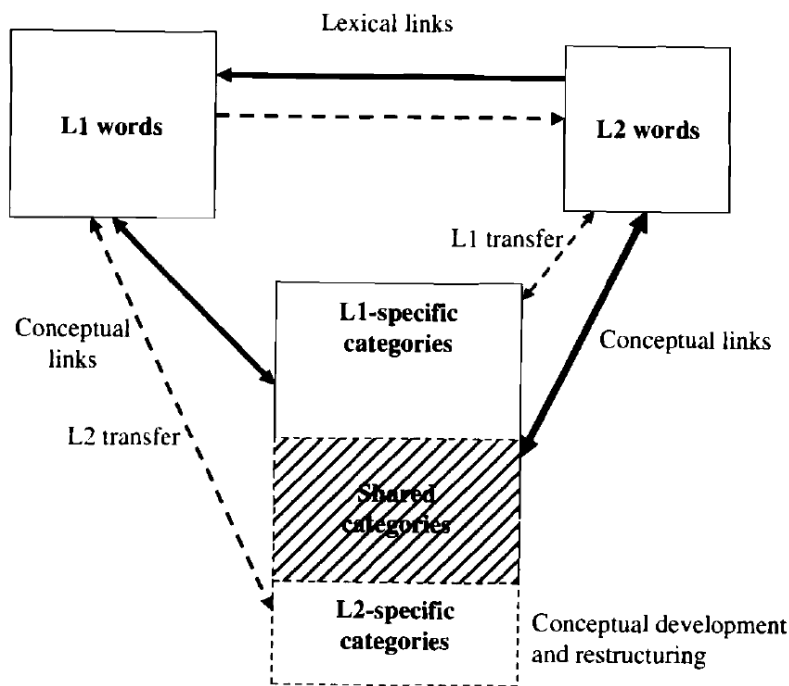 Lexical links
L1 words
L2 words
L1 transfer
L1-specific
categories
Conceptual
links
Conceptual links
L2 transfer
Shared
categories
L2-specific
categories
Conceptual development
and restructuring